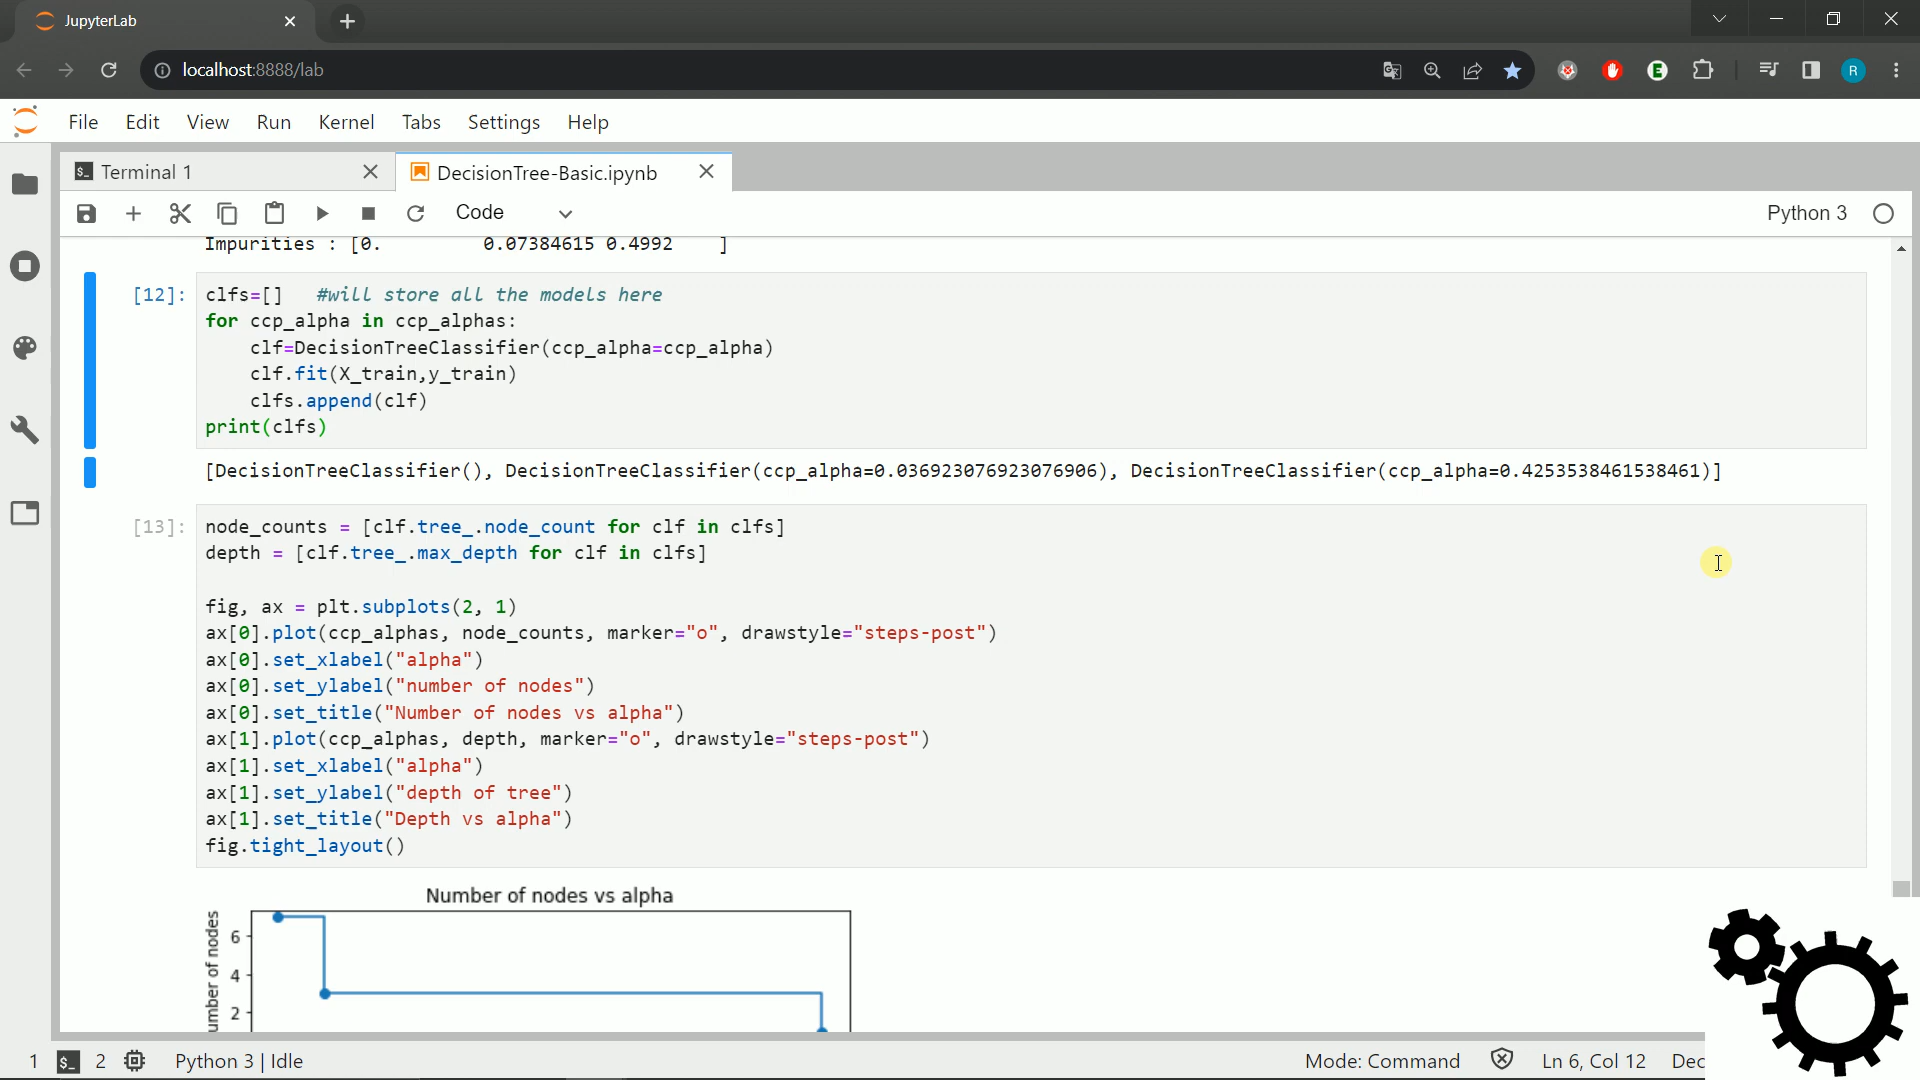 JupyterLab
localhost:8888/lab
R
File Edit View Run Kernel Tabs Settings Help
Terminal 1
DecisionTree-Basic.ipynb
Code
Python 3
Impurities : [0. 0.07384615 0.4992 ]
[12]:
clfs=[] #will store all the models here
for ccp_alpha in ccp_alphas:
clf=DecisionTreeClassifier(ccp_alpha=ccp_alpha)
clf.fit(X_train,y_train)
clfs.append(clf)
print(clfs)
[DecisionTreeClassifier(), DecisionTreeClassifier(ccp_alpha=0.036923076923076906), DecisionTreeClassifier(ccp_alpha=0.4253538461538461)]
[13]:
node_counts = [clf.tree_.node_count for clf in clfs]
depth = [clf.tree_.max_depth for clf in clfs]
fig, ax = plt.subplots(2, 1)
ax[0].plot(ccp_alphas, node_counts, marker="o", drawstyle="steps-post")
ax[0].set_xlabel("alpha")
ax[0].set_ylabel("number of nodes")
ax[0].set_title("Number of nodes vs alpha")
ax[1].plot(ccp_alphas, depth, marker="o", drawstyle="steps-post")
ax[1].set_xlabel("alpha")
ax[1].set_ylabel("depth of tree")
ax[1].set_title("Depth vs alpha")
fig.tight_layout()
Number of nodes vs alpha
umber of nodes
6
4
2
1 2 Python 3 | Idle
Mode: Command Ln 6, Col 12 Dec